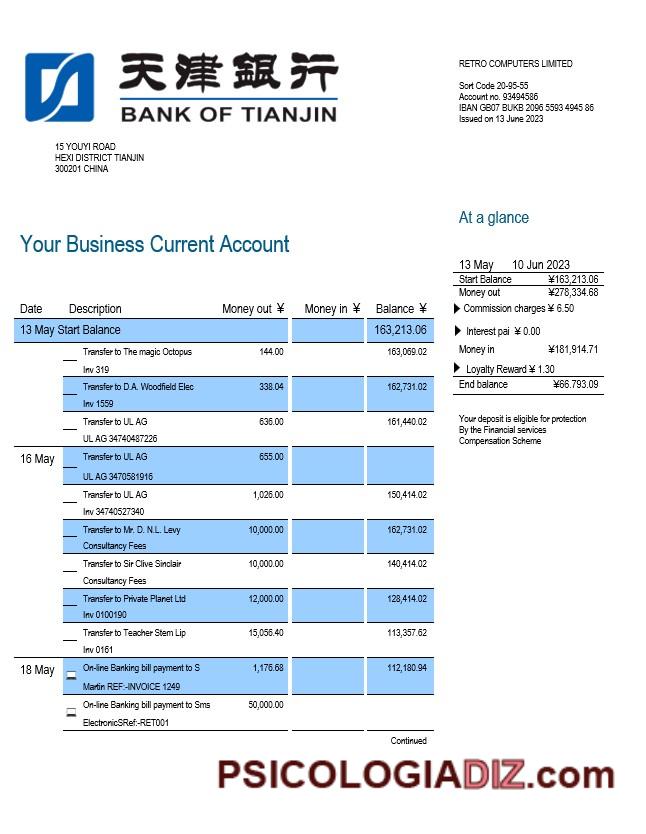 天津銀行
BANK OF TIANJIN
RETRO COMPUTERS LIMITED
Sort Code 20-95-55
Account no. 93494586
IBAN GB07 BUKB 2096 5593 4945 86
Issued on 13 June 2023
15 YOUYI ROAD
HEXI DISTRICT TIANJIN
300201 CHINA
At a glance
Your Business Current Account
13 May 10 Jun 2023
Start Balance ¥163,213.06
Money out ¥278,334.68
Commission charges ¥ 6.50
Interest pai ¥ 0.00
Money in ¥181,914.71
Loyalty Reward ¥ 1.30
End balance ¥66.793.09
Your deposit is eligible for protection
By the Financial services
Compensation Scheme
Date Description Money out ¥ Money in ¥ Balance ¥
13 May Start Balance 163,213.06
Transfer to The magic Octopus 144.00 163,069.02
Inv 319
Transfer to D.A. Woodfield Elec 338.04 162,731.02
Inv 1559
Transfer to UL AG 636.00 161,440.02
UL AG 34740487226
16 May Transfer to UL AG 655.00
UL AG 3470581916
Transfer to UL AG 1,026.00 150,414.02
Inv 34740527340
Transfer to Mr. D. N.L. Levy 10,000.00 162,731.02
Consultancy Fees
Transfer to Sir Clive Sinclair 10,000.00 140,414.02
Consultancy Fees
Transfer to Private Planet Ltd 12,000.00 128,414.02
Inv 0100190
Transfer to Teacher Stem Lip 15,056.40 113,357.62
Inv 0161
18 May On-line Banking bill payment to S 1,176.68 112,180.94
Martin REF:-INVOICE 1249
On-line Banking bill payment to Sms 50,000.00
ElectronicSRef:-RET001
Continued
PSICOLOGIADIZ.com